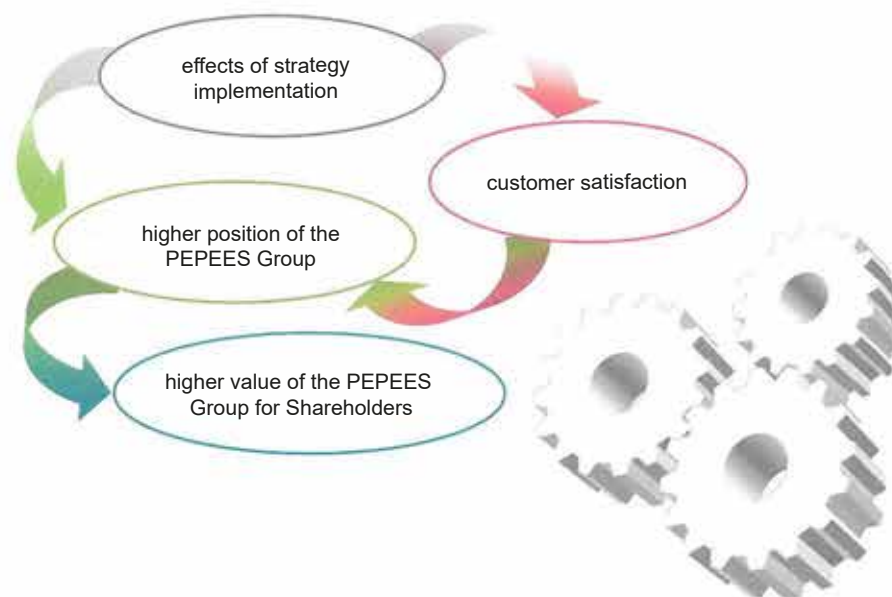 effects of strategy
implementation
customer satisfaction
higher position of the
PEPEES Group
higher value of the PEPEES
Group for Shareholders